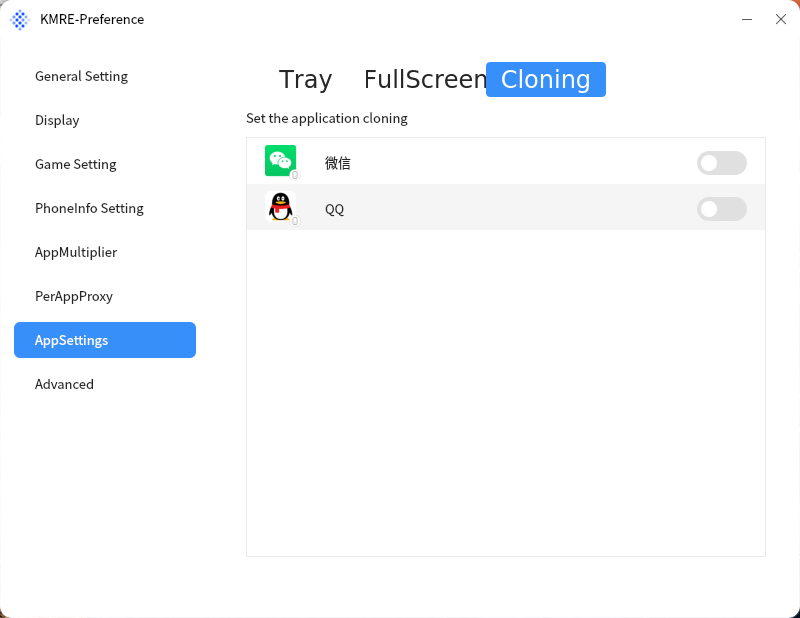 KMRE-Preference
General Setting
Display
Game Setting
PhoneInfo Setting
AppMultiplier
PerAppProxy
AppSettings
Advanced
Tray FullScreen Cloning
Set the application cloning
微信
QQ